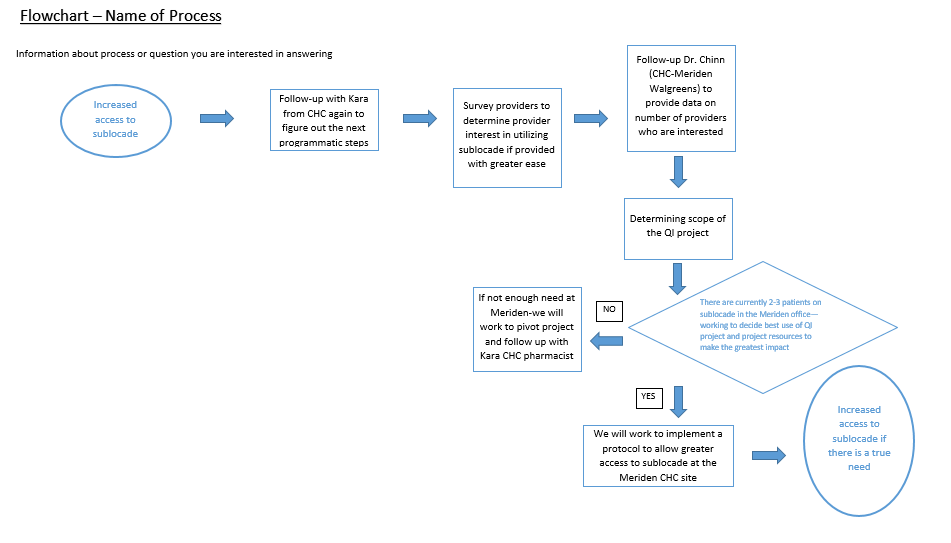 Flowchart – Name of Process
Information about process or question you are interested in answering
Increased
access to
sublocade
Follow-up with Kara
from CHC again to
figure out the next
programmatic steps
Survey providers to
determine provider
interest in utilizing
sublocade if provided
with greater ease
Follow-up Dr. Chinn
(CHC-Meriden
Walgreens) to
provide data on
number of providers
who are interested
Determining scope of
the QI project
There are currently 2-3 patients on
sublocade in the Meriden office—
working to decide best use of QI
project and project resources to
make the greatest impact
NO
If not enough need at
Meriden-we will
work to pivot project
and follow up with
Kara CHC pharmacist
YES
We will work to implement a
protocol to allow greater
access to sublocade at the
Meriden CHC site
Increased
access to
sublocade if
there is a true
need